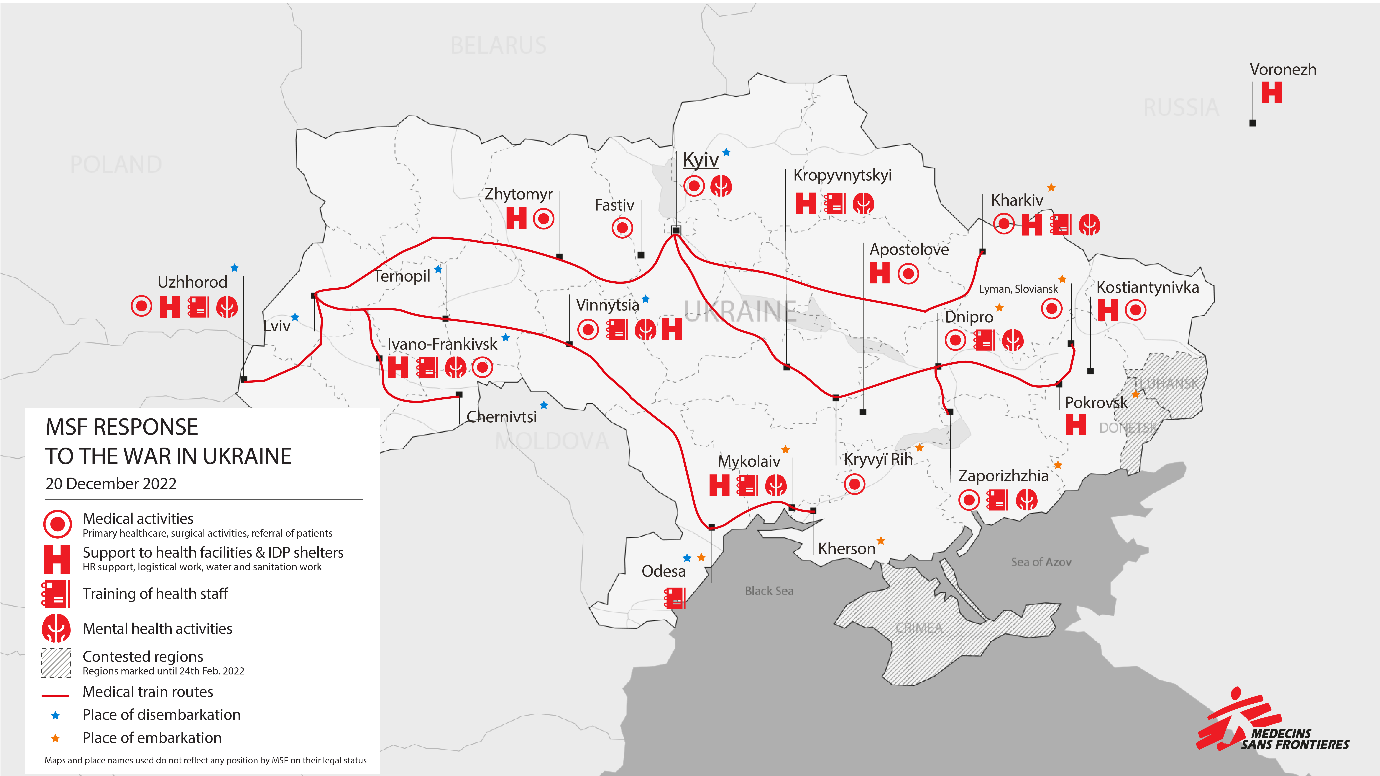 BELARUS
Voronezh
RUSSIA
POLAND
Kyiv
Kropyvnytskyi
Zhytomyr
Fastiv
Kharkiv
Apostolove
Ternopil
Uzhhorod
Lyman, Sloviansk
Kostiantynivka
Vinnytsia
UKRAINE
Dnipro
Lviv
Ivano-Frankivsk
LUHANSK
Pokrovsk
Chernivtsi
DONETSK
MOLDOVA
Mykolaiv
Kryvyï Rih
Zaporizhzhia
Kherson
Odesa
Sea of Azov
Black Sea
CRIMEA
MSF RESPONSE
TO THE WAR IN UKRAINE
20 December 2022
Medical activities
Primary healthcare, surgical activities, referral of patients
Support to health facilities & IDP shelters
HR support, logistical work, water and sanitation work
Training of health staff
Mental health activities
Contested regions
Regions marked until 24th Feb. 2022
Medical train routes
Place of disembarkation
Place of embarkation
Maps and place names used do not reflect any position by MSF on their legal status
MEDECINS
SANS FRONTIERES